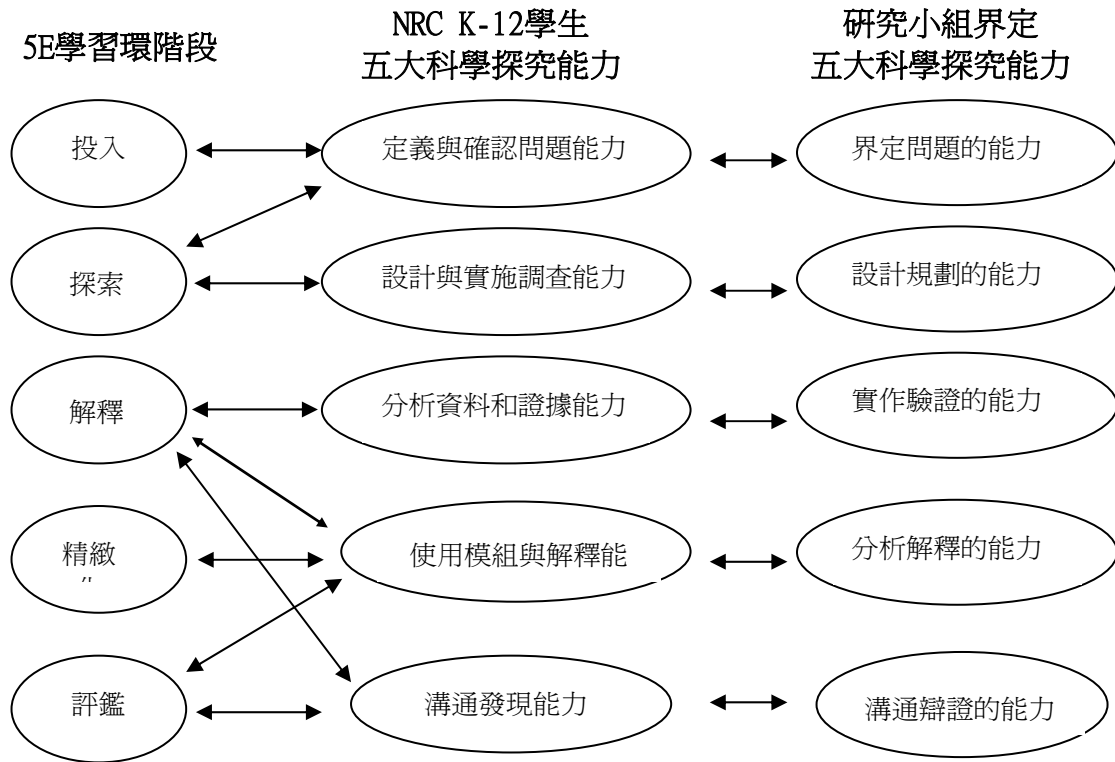 5E學習環階段
NRC K-12學生
五大科學探究能力
研究小組界定
五大科學探究能力
投入
定義與確認問題能力
界定問題的能力
探索
設計與實施調查能力
設計規劃的能力
解釋
分析資料和證據能力
實作驗證的能力
精緻
使用模組與解釋能
分析解釋的能力
評鑑
溝通發現能力
溝通辯證的能力